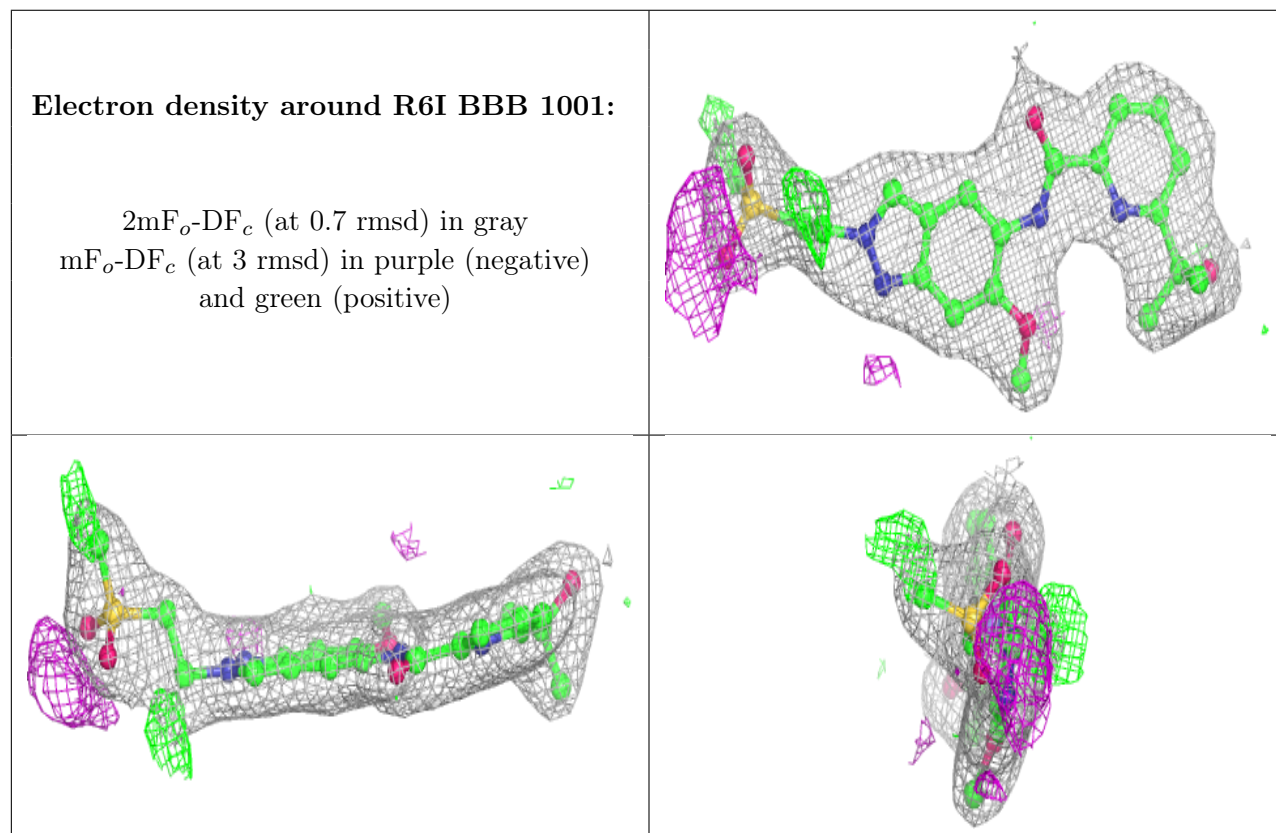 Electron density around R6I BBB 1001:
2mFo-DFc (at 0.7 rmsd) in gray
mFo-DFc (at 3 rmsd) in purple (negative)
and green (positive)